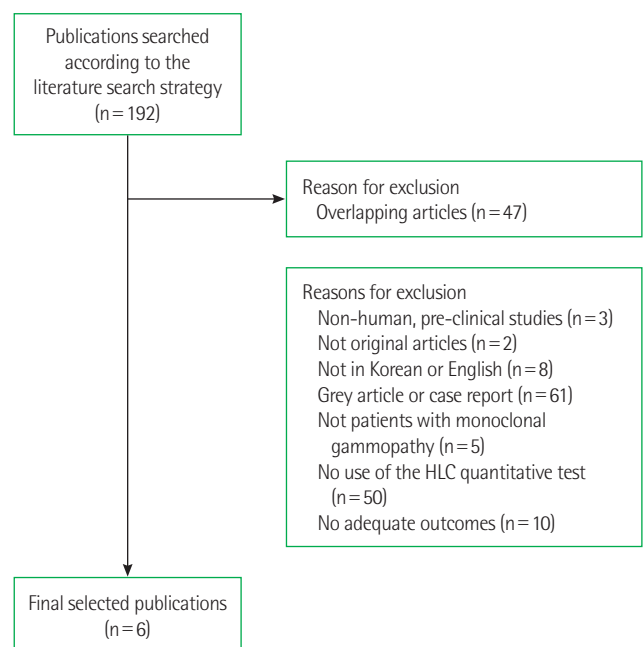 Publications searched
according to the
literature search strategy
(n=192)
Reason for exclusion
Overlapping articles (n=47)
Reasons for exclusion
Non-human, pre-clinical studies (n=3)
Not original articles (n=2)
Not in Korean or English (n=8)
Grey article or case report (n=61)
Not patients with monoclonal
gammopathy (n=5)
No use of the HLC quantitative test
(n=50)
No adequate outcomes (n=10)
Final selected publications
(n=6)